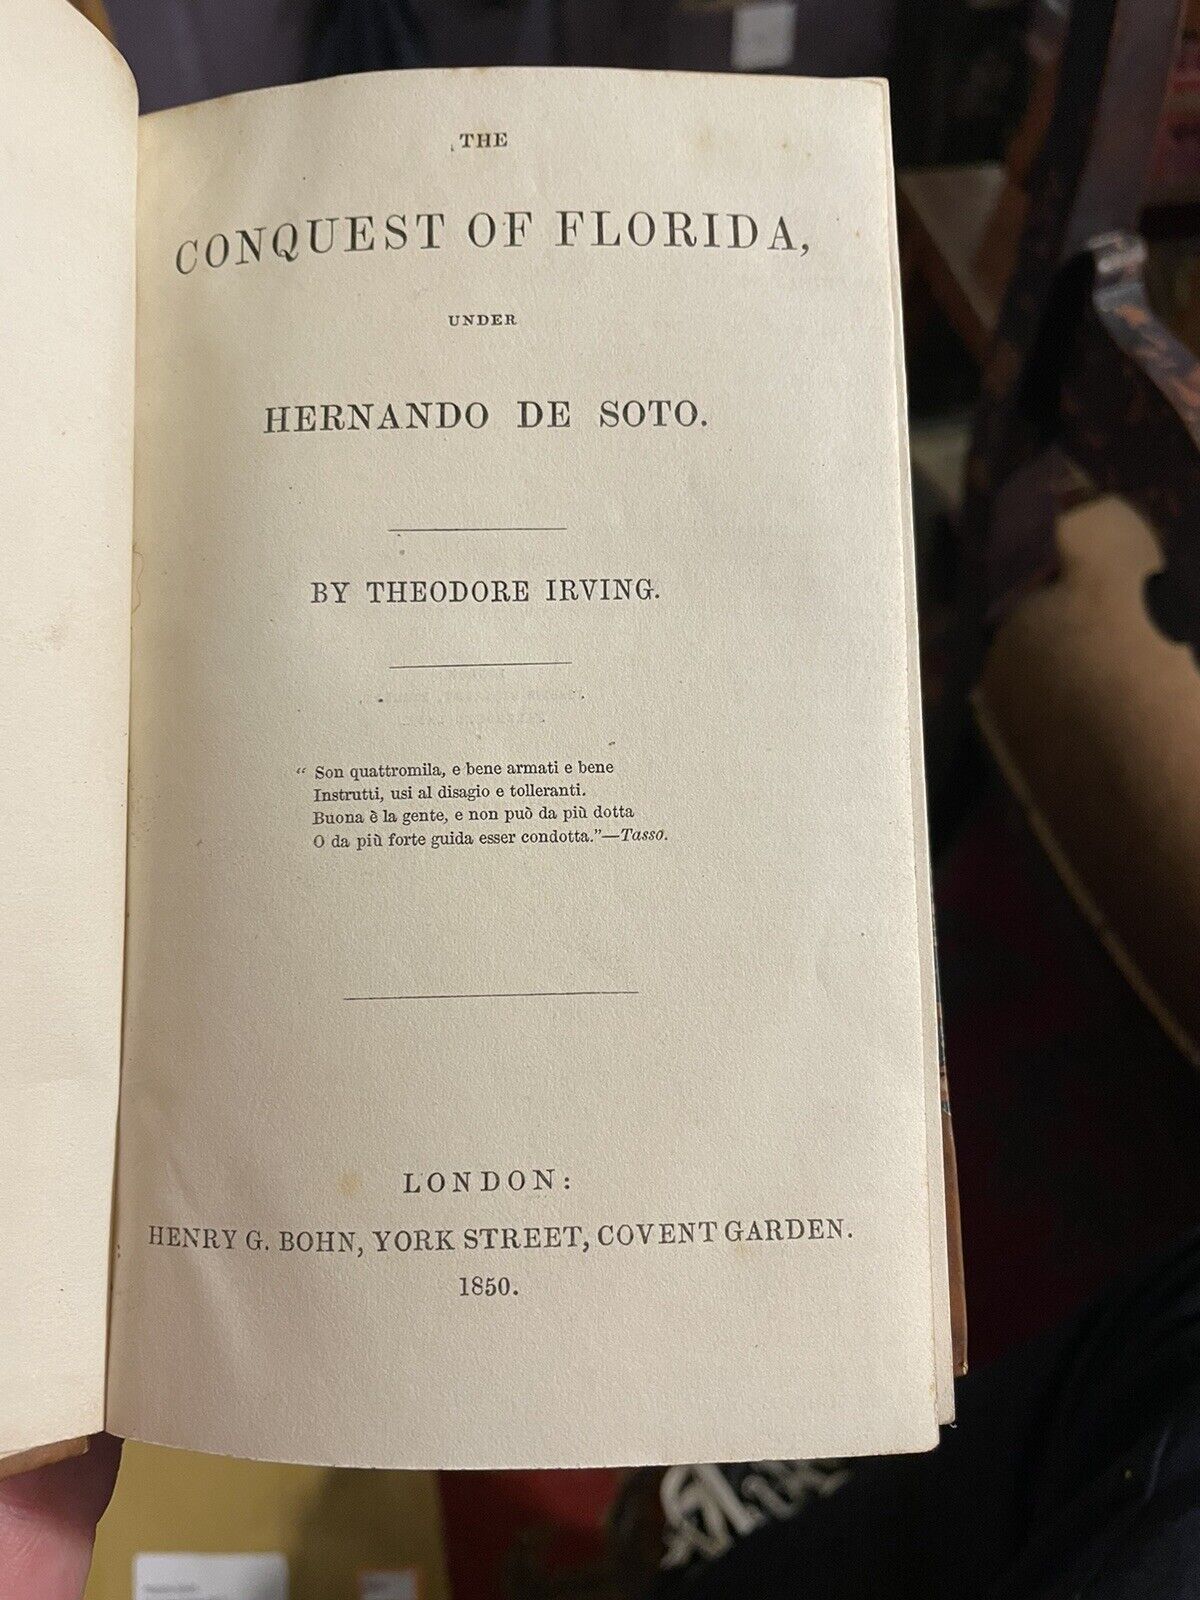 THE
CONQUEST OF FLORIDA,
UNDER
HERNANDO DE SOTO.
BY THEODORE IRVING.
“ Son quattromila, e bene armati e bene
Instrutti, usi al disagio e tolleranti.
Buona è la gente, e non può da più dotta
O da più forte guida esser condotta.”—Tasso.
LONDON:
HENRY G. BOHN, YORK STREET, COVENT GARDEN.
1850.